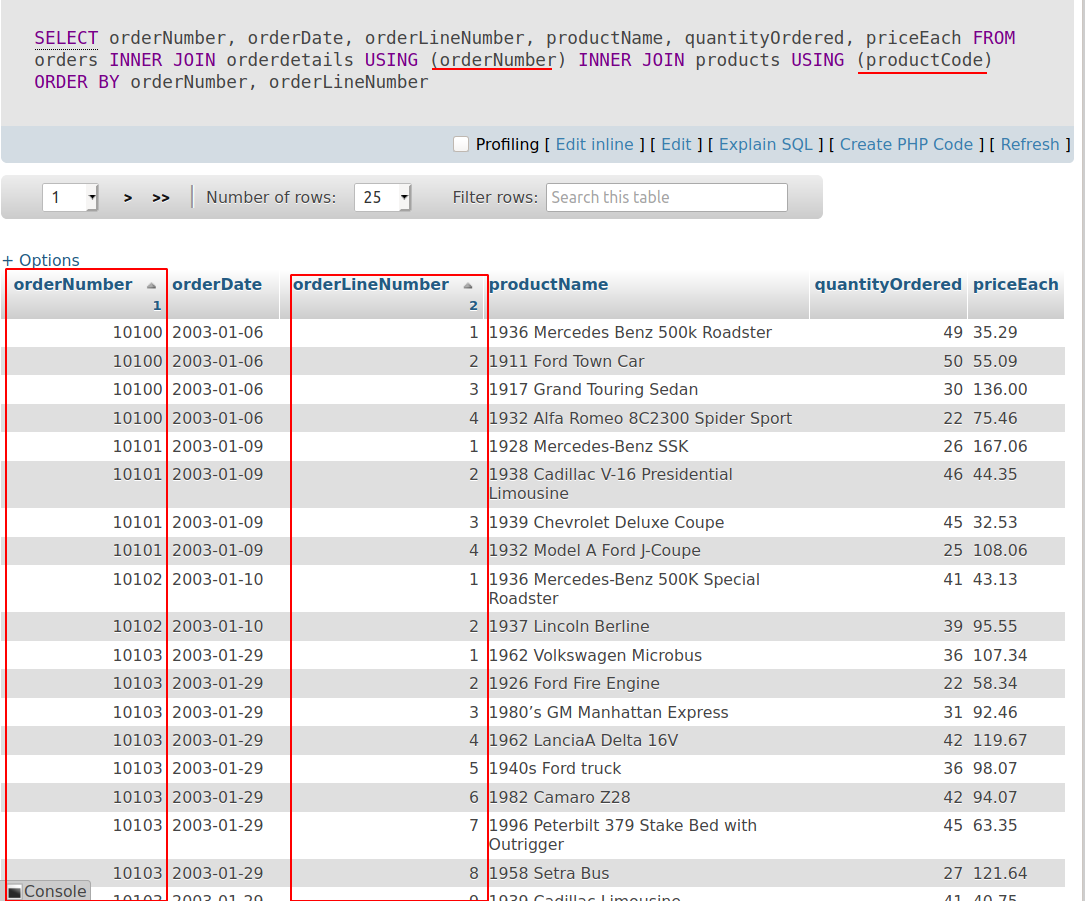 SELECT orderNumber, orderDate, orderLineNumber, productName, quantityOrdered, priceEach FROM
orders INNER JOIN orderdetails USING (orderNumber) INNER JOIN products USING (productCode)
ORDER BY orderNumber, orderLineNumber
Profiling [ Edit inline ] [ Edit ] [ Explain SQL ] [ Create PHP Code ] [ Refresh ]
1 > >> Number of rows: 25 Filter rows: Search this table
+ Options
orderNumber 1 orderDate orderLineNumber 2 productName quantityOrdered priceEach
10100 2003-01-06 1 1936 Mercedes Benz 500k Roadster 49 35.29
10100 2003-01-06 2 1911 Ford Town Car 50 55.09
10100 2003-01-06 3 1917 Grand Touring Sedan 30 136.00
10100 2003-01-06 4 1932 Alfa Romeo 8C2300 Spider Sport 22 75.46
10101 2003-01-09 1 1928 Mercedes-Benz SSK 26 167.06
10101 2003-01-09 2 1938 Cadillac V-16 Presidential 46 44.35
Limousine
10101 2003-01-09 3 1939 Chevrolet Deluxe Coupe 45 32.53
10101 2003-01-09 4 1932 Model A Ford J-Coupe 25 108.06
10102 2003-01-10 1 1936 Mercedes-Benz 500K Special 41 43.13
Roadster
10102 2003-01-10 2 1937 Lincoln Berline 39 95.55
10103 2003-01-29 1 1962 Volkswagen Microbus 36 107.34
10103 2003-01-29 2 1926 Ford Fire Engine 22 58.34
10103 2003-01-29 3 1980’s GM Manhattan Express 31 92.46
10103 2003-01-29 4 1962 LanciaA Delta 16V 42 119.67
10103 2003-01-29 5 1940s Ford truck 36 98.07
10103 2003-01-29 6 1982 Camaro Z28 42 94.07
10103 2003-01-29 7 1996 Peterbilt 379 Stake Bed with 45 63.35
Outrigger
10103 2003-01-29 8 1958 Setra Bus 27 121.64
Console
10103 2003-01-29 9 1939 Cadillac Limousine 41 40.75